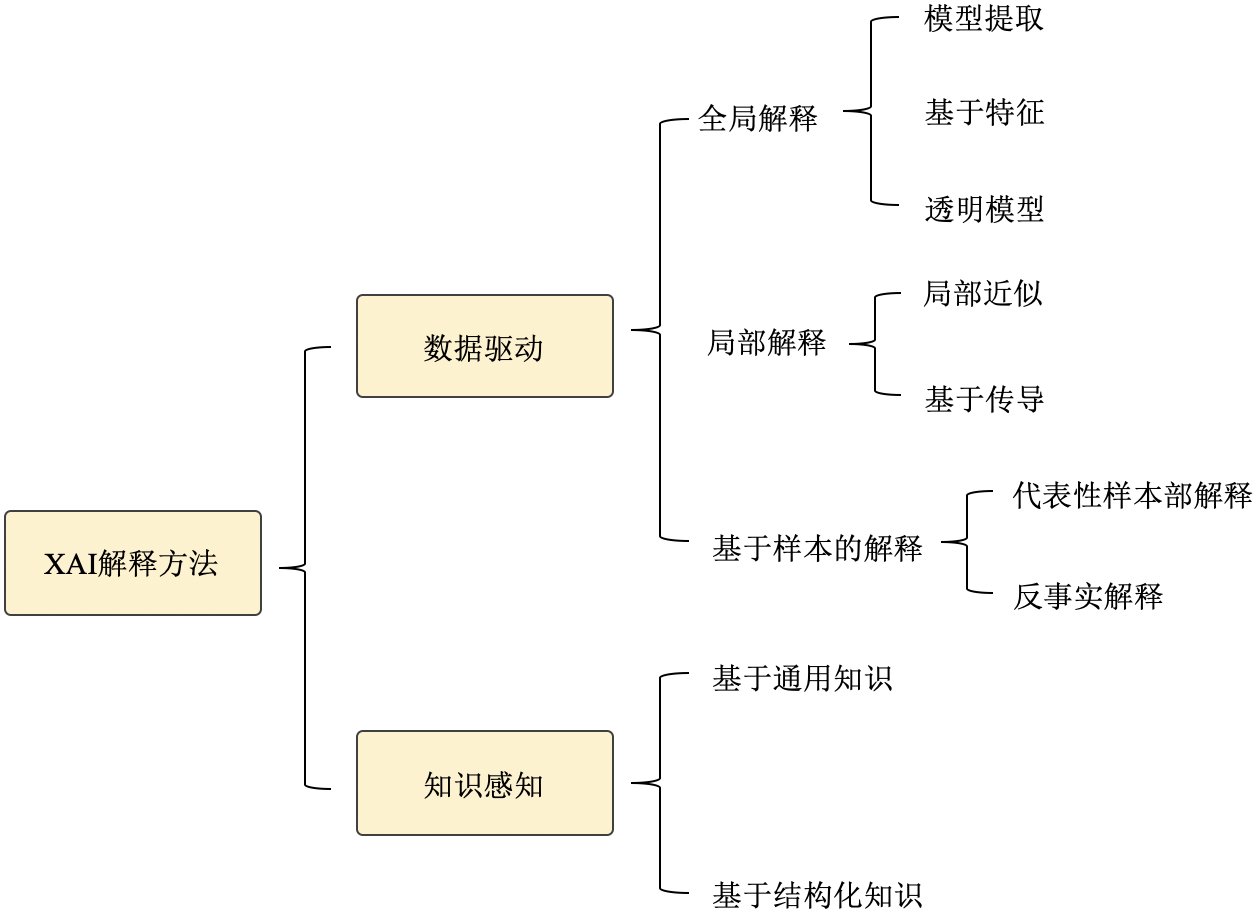 模型提取
基于特征
全局解释
透明模型
局部近似
局部解释
基于传导
数据驱动
代表性样本部解释
基于样本的解释
反事实解释
XAI解释方法
基于通用知识
知识感知
基于结构化知识